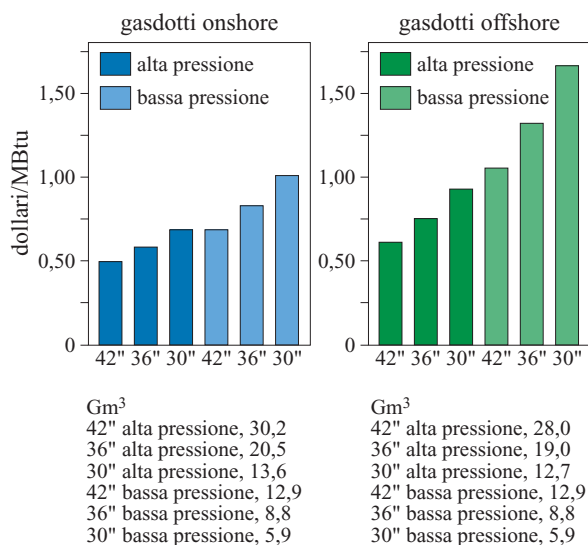 gasdotti onshore
alta pressione
bassa pressione
dollari/MBtu
1,50
1,00
0,50
0
42" 36" 30" 42" 36" 30"
Gm³
42" alta pressione, 30,2
36" alta pressione, 20,5
30" alta pressione, 13,6
42" bassa pressione, 12,9
36" bassa pressione, 8,8
30" bassa pressione, 5,9
gasdotti offshore
alta pressione
bassa pressione
1,50
1,00
0,50
0
42" 36" 30" 42" 36" 30"
Gm³
42" alta pressione, 28,0
36" alta pressione, 19,0
30" alta pressione, 12,7
42" bassa pressione, 12,9
36" bassa pressione, 8,8
30" bassa pressione, 5,9